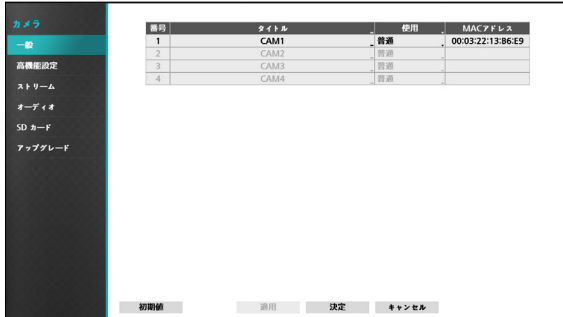 カメラ
一般
高機能設定
ストリーム
オーディオ
SD カード
アップグレード
番号 タイトル 使用 MACアドレス
1 CAM1 普通 00:03:22:13:86:E9
2 CAM2 普通
3 CAM3 普通
4 CAM4 普通
初期値 適用 決定 キャンセル